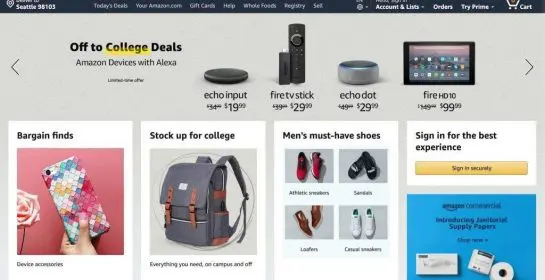 Deliver to
Seattle 98103
Today's Deals Your Amazon.com Gift Cards Help Whole Foods Registry Sell
EN
Hello, Sign in
Account & Lists
Orders
Try Prime
0
Cart
Off to College Deals
Amazon Devices with Alexa
Limited-time offer
echo input
$34.99 $19.99
fire tv stick
$39.99 $29.99
echo dot
$49.99 $29.99
fire HD 10
$149.99 $99.99
Bargain finds
Device accessories
Stock up for college
Everything you need, on campus and off
Men's must-have shoes
Athletic sneakers
Sandals
Loafers
Casual sneakers
Sign in for the best
experience
Sign in securely
amazon commercial
Introducing Janitorial
Supply Papers
Shop now